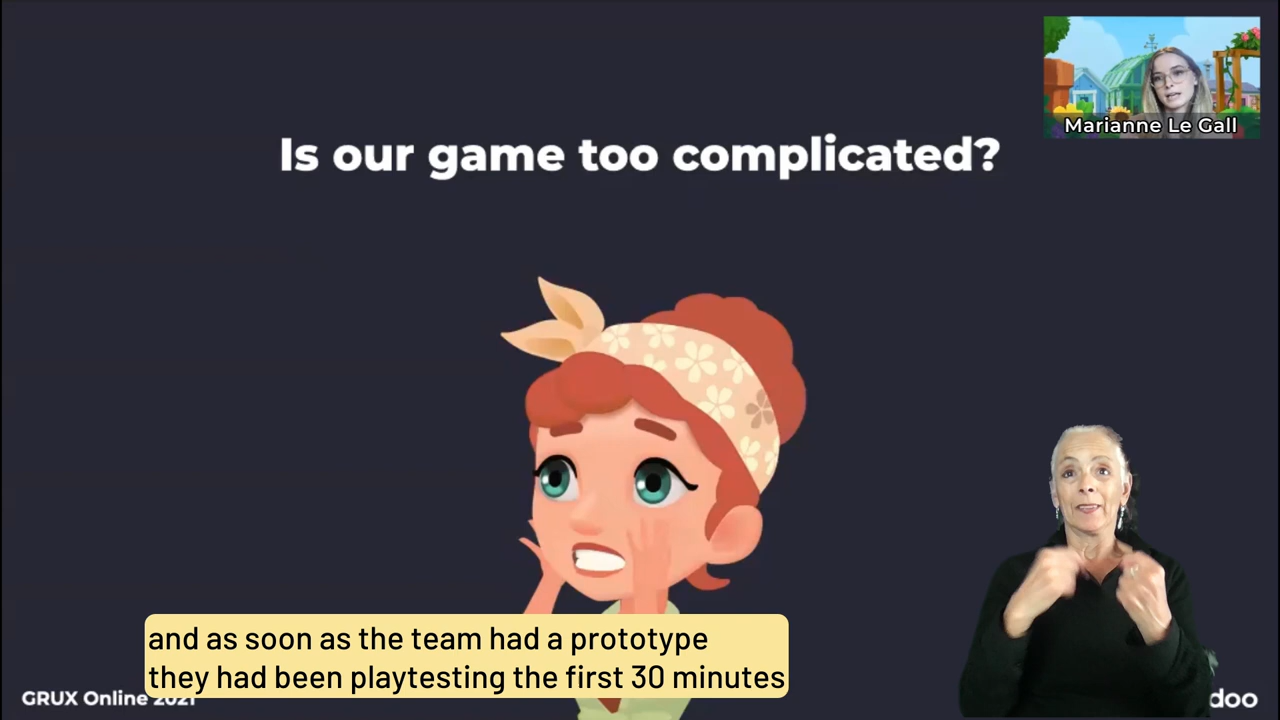 Marianne Le Gall
Is our game too complicated?
and as soon as the team had a prototype
they had been playtesting the first 30 minutes
GRUX Online 2021
doo